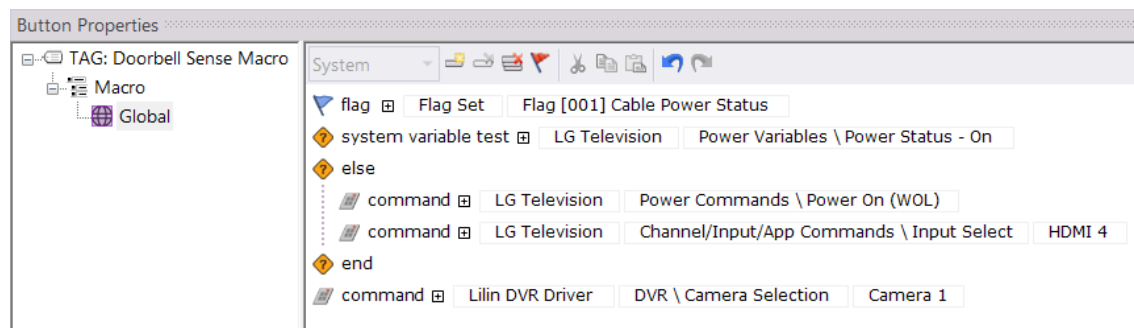 Button Properties
TAG: Doorbell Sense Macro
Macro
Global
System
flag Flag Set Flag [001] Cable Power Status
system variable test LG Television Power Variables \ Power Status - On
else
command LG Television Power Commands \ Power On (WOL)
command LG Television Channel/Input/App Commands \ Input Select HDMI 4
end
command Lilin DVR Driver DVR \ Camera Selection Camera 1